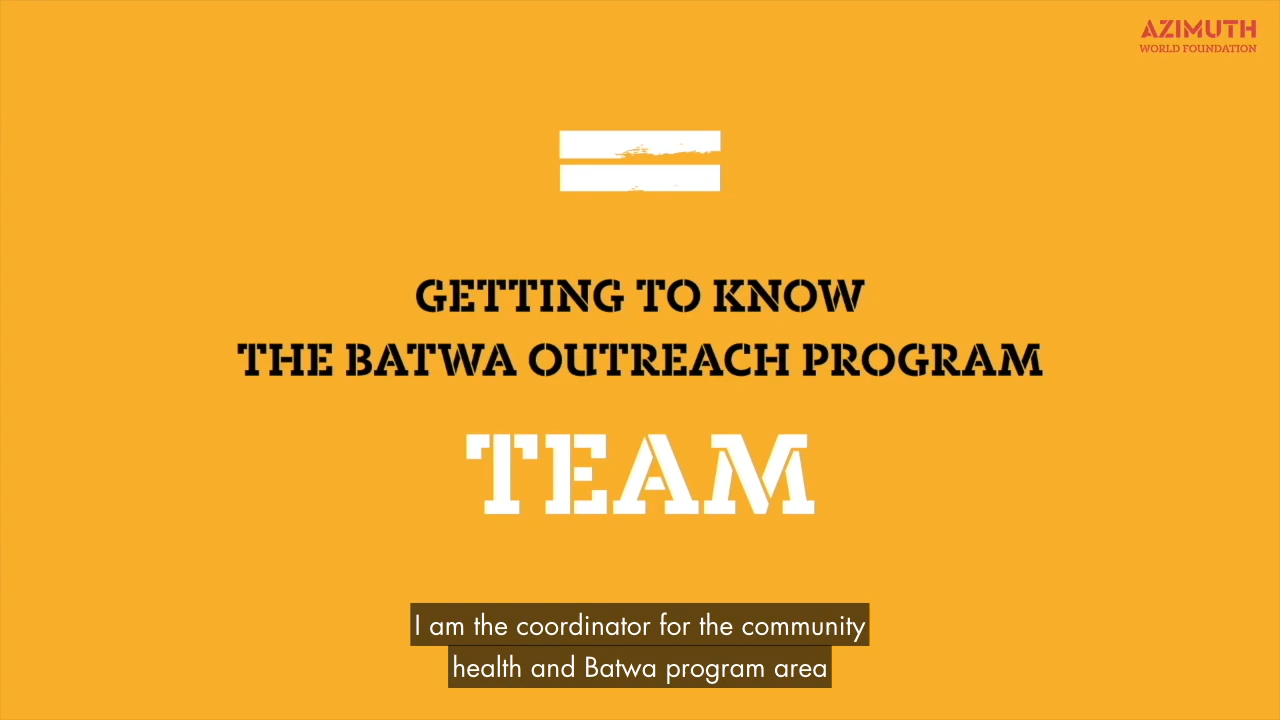 AZIMUTH
WORLD FOUNDATION
GETTING TO KNOW
THE BATWA OUTREACH PROGRAM
TEAM
I am the coordinator for the community
health and Batwa program area